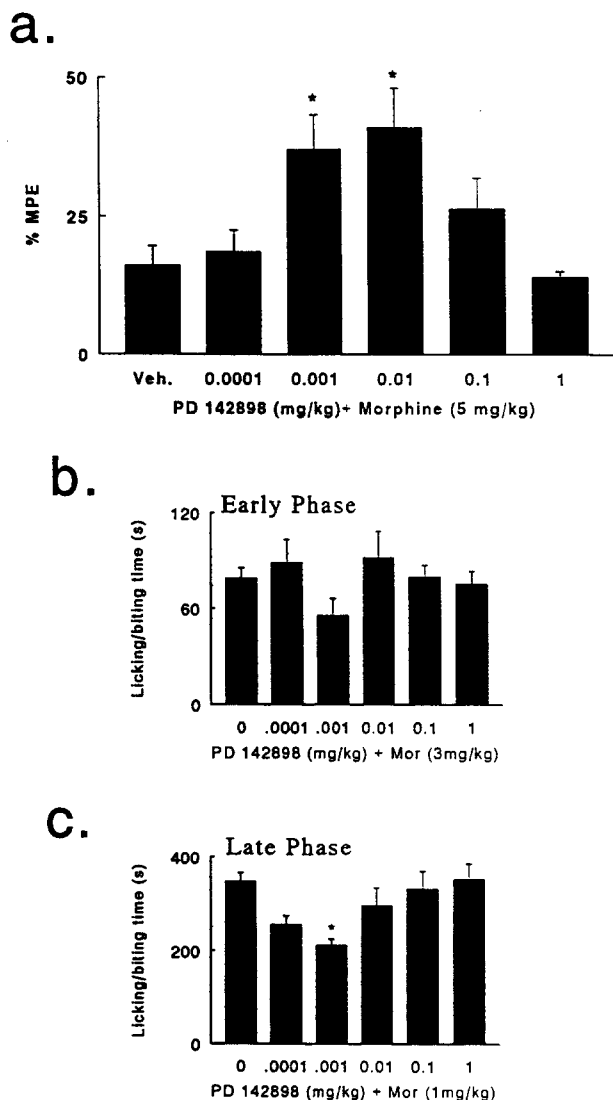 a.
50
*
*
% MPE
25
0
Veh. 0.0001 0.001 0.01 0.1 1
PD 142898 (mg/kg)+ Morphine (5 mg/kg)
b.
Early Phase
120
Licking/biting time (s)
60
0
0 .0001 .001 0.01 0.1 1
PD 142898 (mg/kg) + Mor (3mg/kg)
c.
Late Phase
400
Licking/biting time (s)
*
200
0
0 .0001 .001 0.01 0.1 1
PD 142898 (mg/kg) + Mor (1mg/kg)